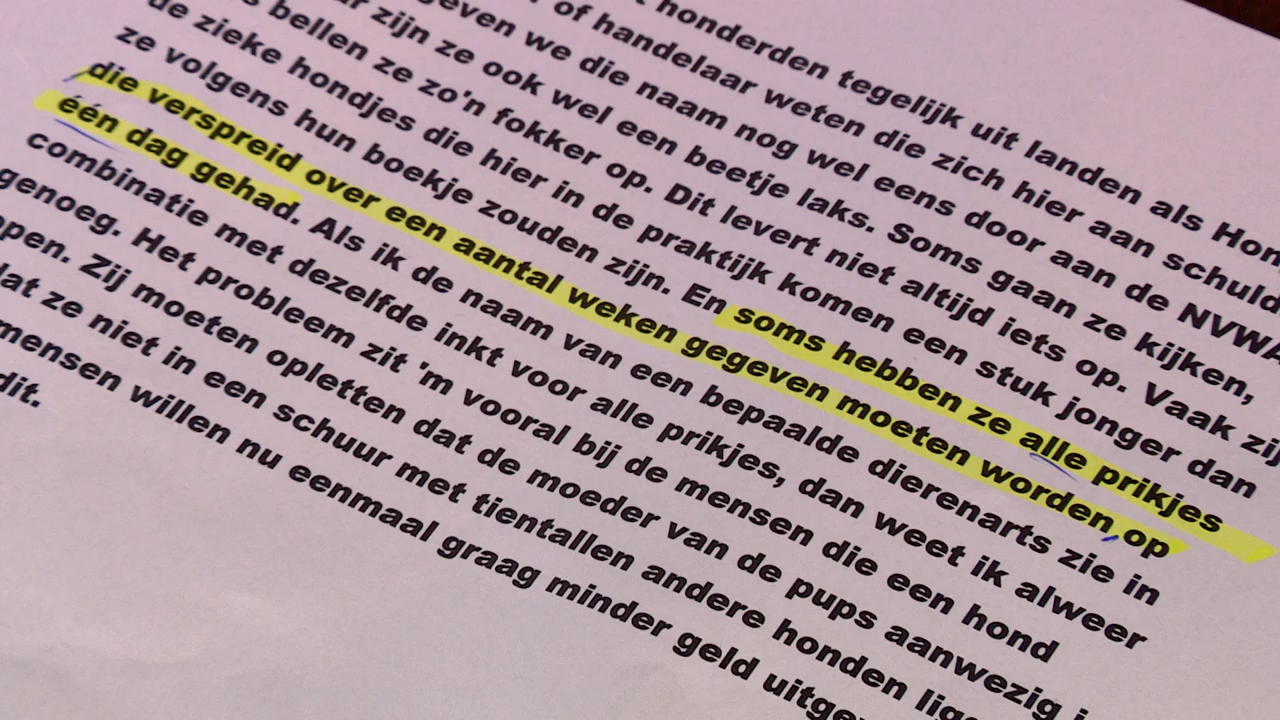 honderden tegelijk uit landen als Hon
of handelaar weten die zich hier aan schuld
geven we die naam nog wel eens door aan de NVWA
zijn ze ook wel een beetje laks. Soms gaan ze kijken,
bellen ze zo'n fokker op. Dit levert niet altijd iets op. Vaak zij
de zieke hondjes die hier in de praktijk komen een stuk jonger dan
ze volgens hun boekje zouden zijn. En soms hebben ze alle prikjes
die verspreid over een aantal weken gegeven moeten worden, op
één dag gehad. Als ik de naam van een bepaalde dierenarts zie in
combinatie met dezelfde inkt voor alle prikjes, dan weet ik alweer
genoeg. Het probleem zit 'm vooral bij de mensen die een hond
pen. Zij moeten opletten dat de moeder van de pups aanwezig
dat ze niet in een schuur met tientallen andere honden lig
mensen willen nu eenmaal graag minder geld uitge
dit.